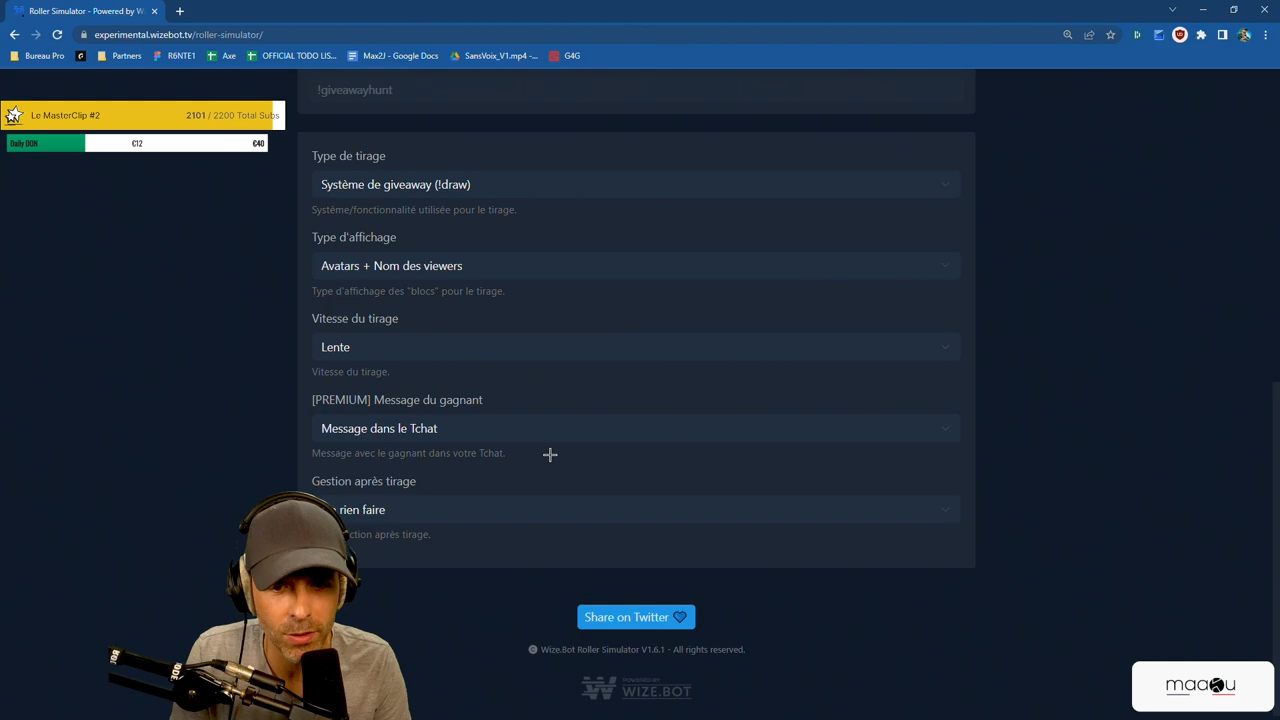 Roller Simulator - Powered by W
experimental.wizebot.tv/roller-simulator/
Bureau Pro
Partners
R6NTE1
Axe
OFFICIAL TODO LIS...
Max2J - Google Docs
SansVoix_V1.mp4 -...
G4G
!giveawayhunt
Le MasterClip #2
2101 / 2200 Total Subs
Daily DON
€12
€40
Type de tirage
Système de giveaway (!draw)
Système/fonctionnalité utilisée pour le tirage.
Type d'affichage
Avatars + Nom des viewers
Type d'affichage des "blocs" pour le tirage.
Vitesse du tirage
Lente
Vitesse du tirage.
[PREMIUM] Message du gagnant
Message dans le Tchat
Message avec le gagnant dans votre Tchat.
Gestion après tirage
rien faire
ction après tirage.
Share on Twitter
© Wize.Bot Roller Simulator V1.6.1 - All rights reserved.
POWERED BY
WIZE.BOT
maaou